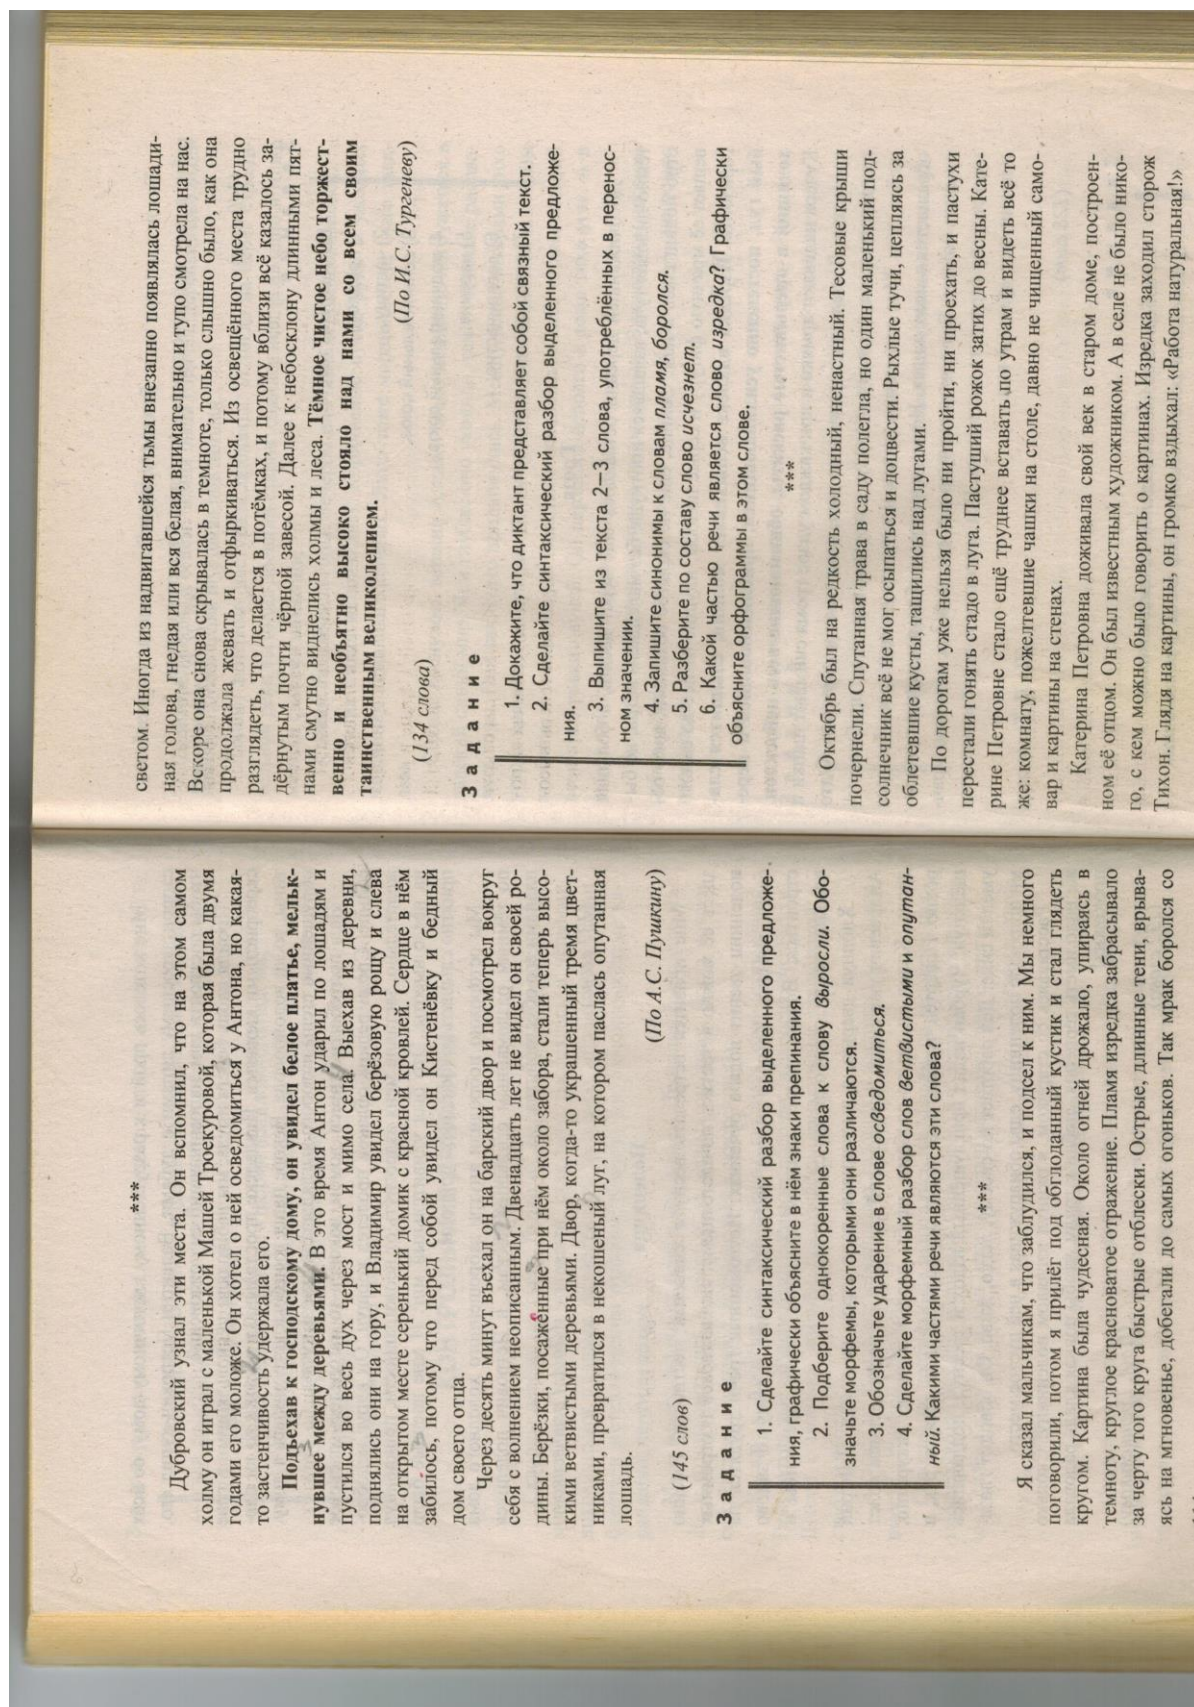 ***
Дубровский узнал эти места. Он вспомнил, что на этом самом
холму он играл с маленькой Машей Троекуровой, которая была двумя
годами его моложе. Он хотел о ней осведомиться у Антона, но какая-
то застенчивость удержала его.
Подъехав к господскому дому, он увидел белое платье, мельк-
нувшее между деревьями. В это время Антон ударил по лошадям и
пустился во весь дух через мост и мимо села. Выехав из деревни,
поднялись они на гору, и Владимир увидел берёзовую рощу и слева
на открытом месте серенький домик с красной кровлей. Сердце в нём
забилось, потому что перед собой увидел он Кистенёвку и бедный
дом своего отца.
Через десять минут въехал он на барский двор и посмотрел вокруг
себя с волнением неописанным. Двенадцать лет не видел он своей ро-
дины. Берёзки, посажённые при нём около забора, стали теперь высо-
кими ветвистыми деревьями. Двор, когда-то украшенный тремя цвет-
никами, превратился в некошеный луг, на котором паслась опутанная
лошадь.
(145 слов) (По А.С. Пушкину)
Задание
1. Сделайте синтаксический разбор выделенного предложе-
ния, графически объясните в нём знаки препинания.
2. Подберите однокоренные слова к слову выросли. Обо-
значьте морфемы, которыми они различаются.
3. Обозначьте ударение в слове осведомиться.
4. Сделайте морфемный разбор слов ветвистыми и опутан-
ный. Какими частями речи являются эти слова?
***
Я сказал мальчикам, что заблудился, и подсел к ним. Мы немного
поговорили, потом я прилёг под обглоданный кустик и стал глядеть
кругом. Картина была чудесная. Около огней дрожало, упираясь в
темноту, круглое красноватое отражение. Пламя изредка забрасывало
за черту того круга быстрые отблески. Острые, длинные тени, врыва-
ясь на мгновенье, добегали до самых огоньков. Так мрак боролся со
светом. Иногда из надвигавшейся тьмы внезапно появлялась лошади-
ная голова, гнедая или вся белая, внимательно и тупо смотрела на нас.
Вскоре она снова скрывалась в темноте, только слышно было, как она
продолжала жевать и отфыркиваться. Из освещённого места трудно
разглядеть, что делается в потёмках, и потому вблизи всё казалось за-
дёрнутым почти чёрной завесой. Далее к небосклону длинными пят-
нами смутно виднелись холмы и леса. Тёмное чистое небо торжест-
венно и необъятно высоко стояло над нами со всем своим
таинственным великолепием.
(134 слова) (По И.С. Тургеневу)
Задание
1. Докажите, что диктант представляет собой связный текст.
2. Сделайте синтаксический разбор выделенного предложе-
ния.
3. Выпишите из текста 2–3 слова, употреблённых в перенос-
ном значении.
4. Запишите синонимы к словам пламя, боролся.
5. Разберите по составу слово исчезнет.
6. Какой частью речи является слово изредка? Графически
объясните орфограммы в этом слове.
***
Октябрь был на редкость холодный, ненастный. Тесовые крыши
почернели. Спутанная трава в саду полегла, но один маленький под-
солнечник всё не мог осыпаться и доцвести. Рыхлые тучи, цепляясь за
облетевшие кусты, тащились над лугами.
По дорогам уже нельзя было ни пройти, ни проехать, и пастухи
перестали гонять стадо в луга. Пастуший рожок затих до весны. Кате-
рине Петровне стало ещё труднее вставать по утрам и видеть всё то
же: комнату, пожелтевшие чашки на столе, давно не чищенный само-
вар и картины на стенах.
Катерина Петровна доживала свой век в старом доме, построен-
ном её отцом. Он был известным художником. А в селе не было нико-
го, с кем можно было говорить о картинах. Изредка заходил сторож
Тихон. Глядя на картины, он громко вздыхал: «Работа натуральная!»